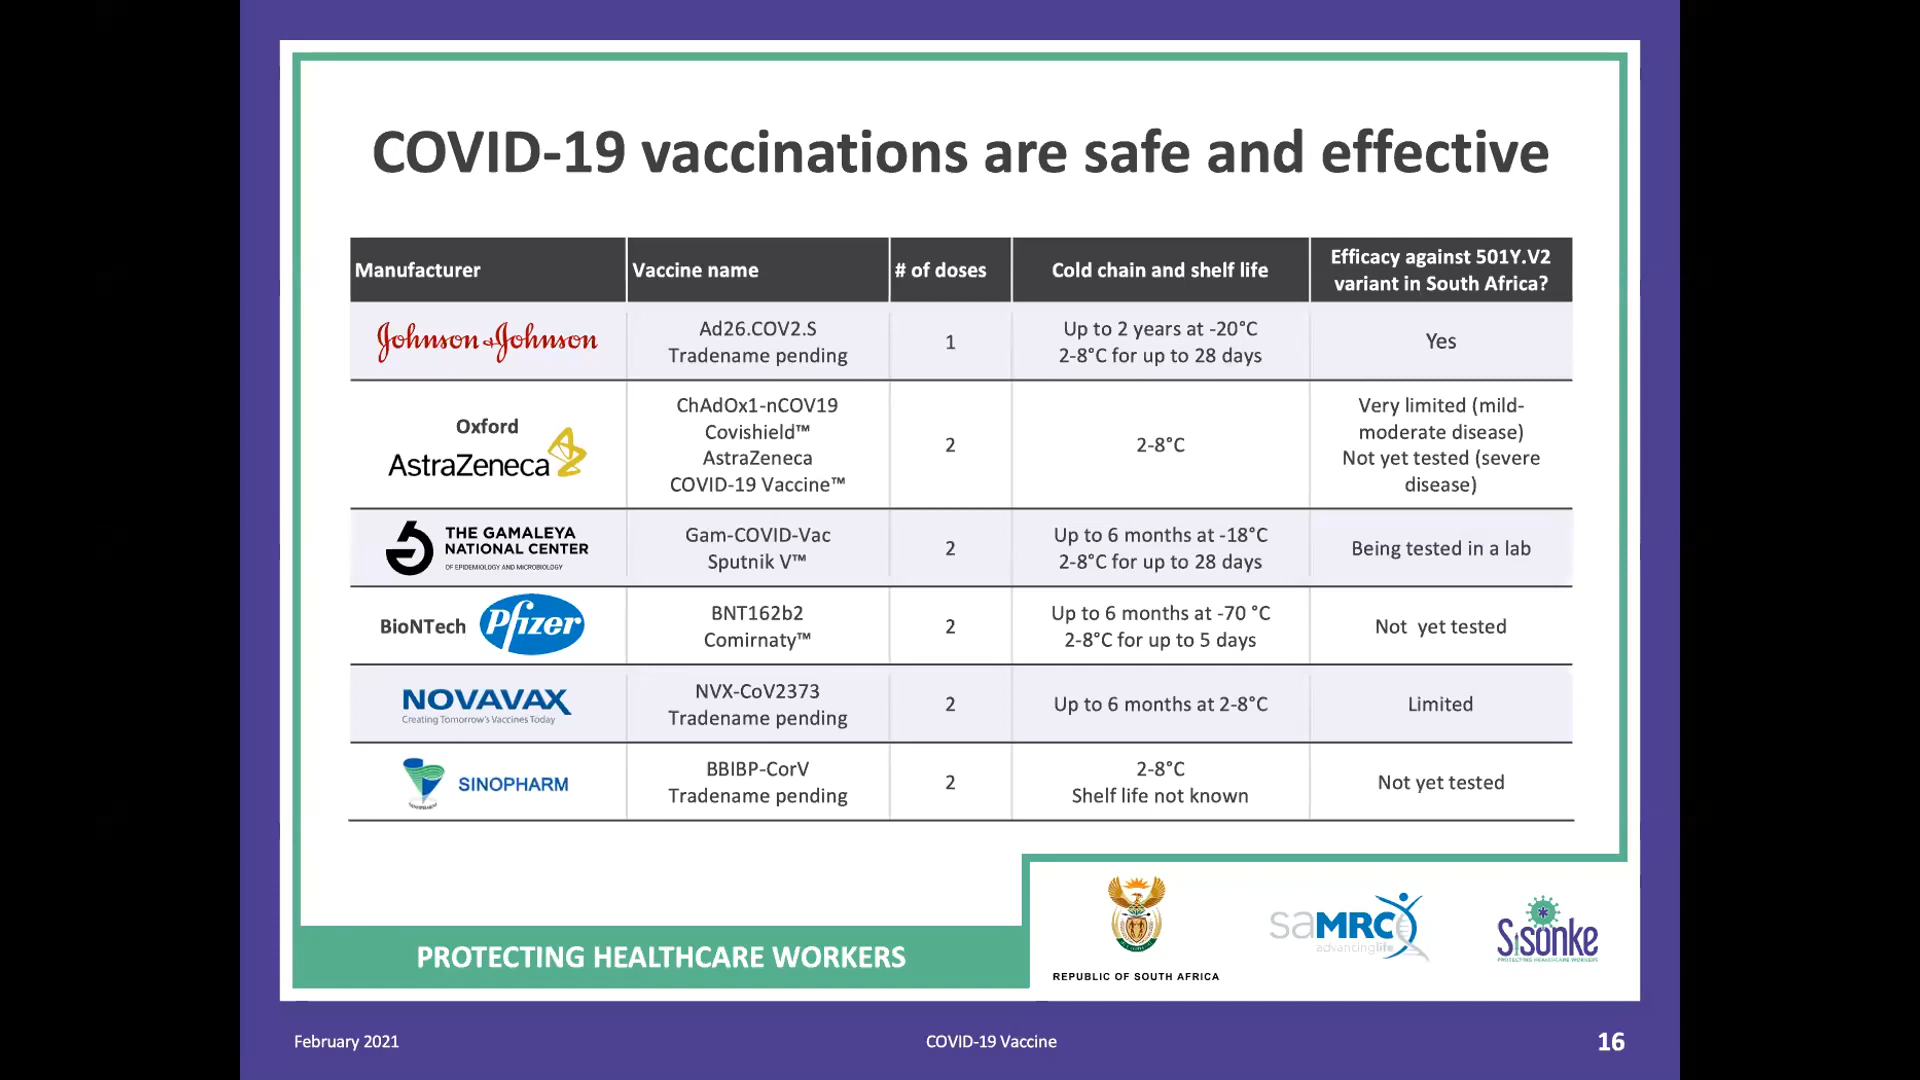 COVID-19 vaccinations are safe and effective
Manufacturer
Vaccine name
# of doses
Cold chain and shelf life
Efficacy against 501Y.V2
variant in South Africa?
Johnson & Johnson
Ad26.COV2.S
Tradename pending
1
Up to 2 years at -20°C
2-8°C for up to 28 days
Yes
Oxford
AstraZeneca
ChAdOx1-nCOV19
Covishield™
AstraZeneca
COVID-19 Vaccine™
2
2-8°C
Very limited (mild-
moderate disease)
Not yet tested (severe
disease)
THE GAMALEYA
NATIONAL CENTER
OF EPIDEMIOLOGY AND MICROBIOLOGY
Gam-COVID-Vac
Sputnik V™
2
Up to 6 months at -18°C
2-8°C for up to 28 days
Being tested in a lab
BioNTech
Pfizer
BNT162b2
Comirnaty™
2
Up to 6 months at -70 °C
2-8°C for up to 5 days
Not  yet tested
NOVAVAX
Creating Tomorrow's Vaccines Today
NVX-CoV2373
Tradename pending
2
Up to 6 months at 2-8°C
Limited
SINOPHARM
BBIBP-CorV
Tradename pending
2
2-8°C
Shelf life not known
Not yet tested
PROTECTING HEALTHCARE WORKERS
REPUBLIC OF SOUTH AFRICA
saMRC
advancinglife
Sisonke
PROTECTING HEALTHCARE WORKERS
February 2021
COVID-19 Vaccine
16